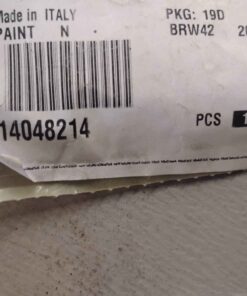 Made in ITALY PKG: 19D
PAINT N BRW42
14048214
PCS